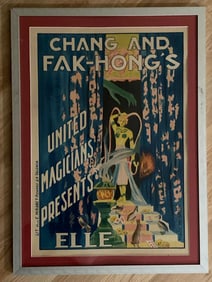 CHANG AND
FAK-HONG'S
UNITED
MAGICIANS
PRESENTS
ELLE